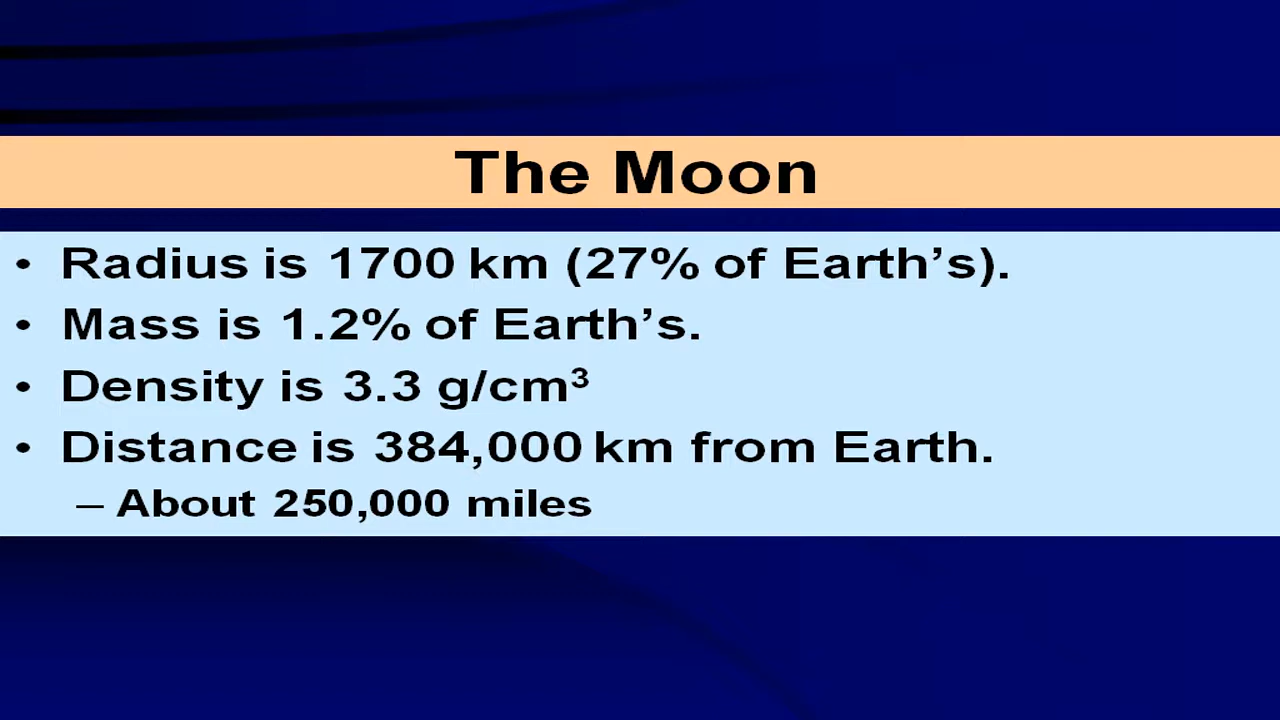 The Moon
• Radius is 1700 km (27% of Earth’s).
• Mass is 1.2% of Earth’s.
• Density is 3.3 g/cm³
• Distance is 384,000 km from Earth.
– About 250,000 miles